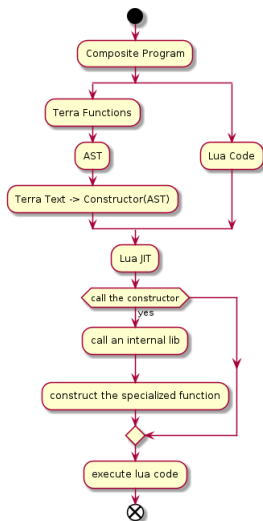 Composite Program
Terra Functions
AST
Terra Text -> Constructor(AST)
Lua Code
Lua JIT
call the constructor
yes
call an internal lib
construct the specialized function
execute lua code